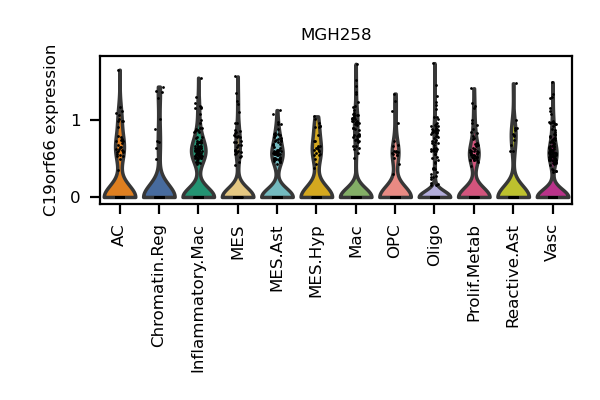 MGH258
C19orf66 expression
1
0
AC
Chromatin.Reg
Inflammatory.Mac
MES
MES.Ast
MES.Hyp
Mac
OPC
Oligo
Prolif.Metab
Reactive.Ast
Vasc